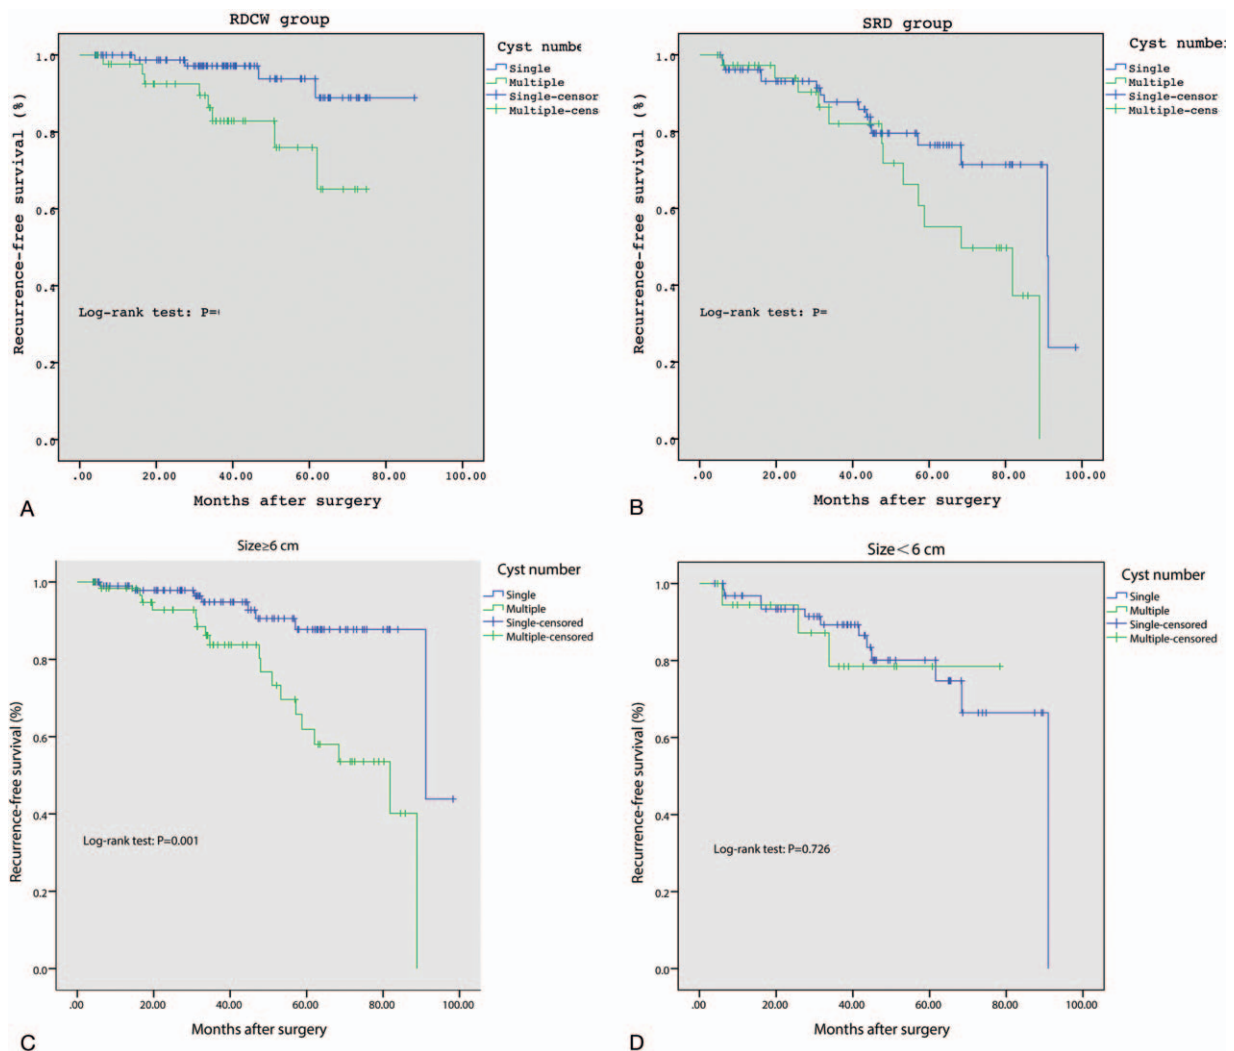 RDCW group
Cyst numbe
Single
Multiple
Single-censor
Multiple-cens
Recurrence-free survival (%)
1.0
0.8
0.6
0.4
0.2
0.0
Log-rank test: P=
.00 20.00 40.00 60.00 80.00 100.00
Months after surgery
A
SRD group
Cyst number
Single
Multiple
Single-censor
Multiple-cens
Recurrence-free survival (%)
1.0
0.8
0.6
0.4
0.2
0.0
Log-rank test: P=
.00 20.00 40.00 60.00 80.00 100.00
Months after surgery
B
Size≥6 cm
Cyst number
Single
Multiple
Single-censored
Multiple-censored
Recurrence-free survival (%)
1.0
0.8
0.6
0.4
0.2
0.0
Log-rank test: P=0.001
.00 20.00 40.00 60.00 80.00 100.00
Months after surgery
C
Size<6 cm
Cyst number
Single
Multiple
Single-censored
Multiple-censored
Recurrence-free survival (%)
1.0
0.8
0.6
0.4
0.2
0.0
Log-rank test: P=0.726
.00 20.00 40.00 60.00 80.00 100.00
Months after surgery
D